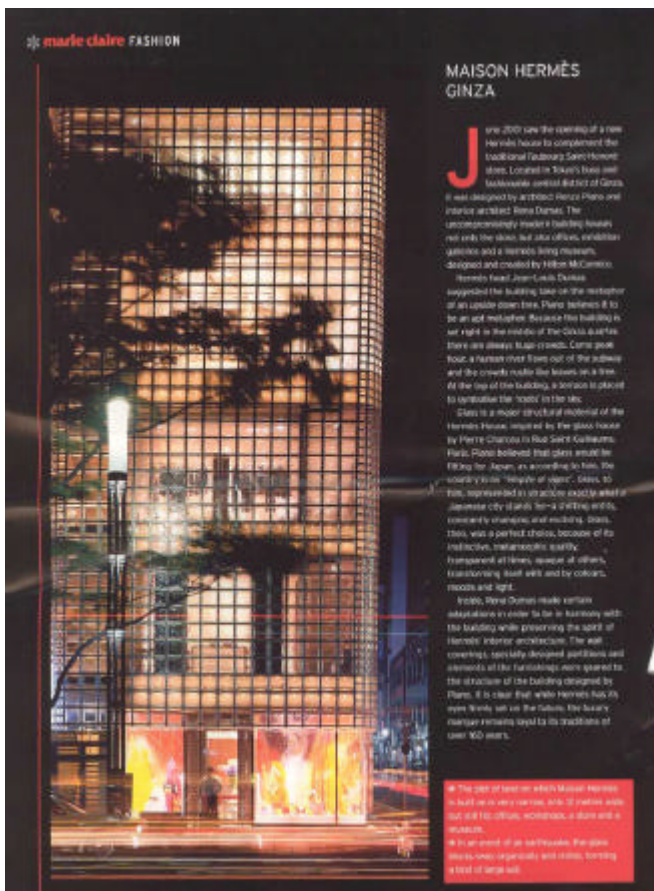 marie claire FASHION
MAISON HERMÈS
GINZA
June 2001 saw the opening of a new
Hermès house to complement the
traditional Faubourg Saint-Honoré
store. Located in Tokyo's busy and
fashionable central district of Ginza,
it was designed by architect Renzo Piano and
interior architect Rena Dumas. The
uncompromisingly modern building houses
not only the store, but also offices, exhibition
galleries and a Hermès living museum,
designed and created by Hilton McConnico.
Hermès head Jean-Louis Dumas
suggested the building take on the metaphor
of an upside down tree. Piano believes it to
be an apt metaphor. Because the building is
set right in the middle of the Ginza quarter,
there are always huge crowds. Come peak
hour, a human river flows out of the subway
and the crowds rustle like leaves on a tree.
At the top of the building, a terrace is placed
to symbolise the 'roots' in the sky.
Glass is a major structural material of the
Hermès House, inspired by the glass house
by Pierre Chareau in Rue Saint-Guillaume,
Paris. Piano believed that glass would be
fitting for Japan, as according to him, the
country is an "empire of signs". Glass, to
him, represented in structure exactly what a
Japanese city stands for—a shifting entity,
constantly changing and evolving. Glass,
then, was a perfect choice, because of its
instinctive, metamorphic quality,
transparent at times, opaque at others,
transforming itself with and by colours,
moods and light.
Inside, Rena Dumas made certain
adaptations in order to be in harmony with
the building while preserving the spirit of
Hermès' interior architecture. The wall
coverings, specially designed partitions and
elements of the furnishings were geared to
the structure of the building designed by
Piano. It is clear that while Hermès has its
eyes firmly set on the future, the luxury
marque remains loyal to its traditions of
over 160 years.
The plot of land on which Maison Hermès
is built on is very narrow, only 12 metres wide
but still fits offices, workshops, a store and a
museum.
In an event of an earthquake, the glass
blocks sway organically and slides, forming
a kind of large sail.